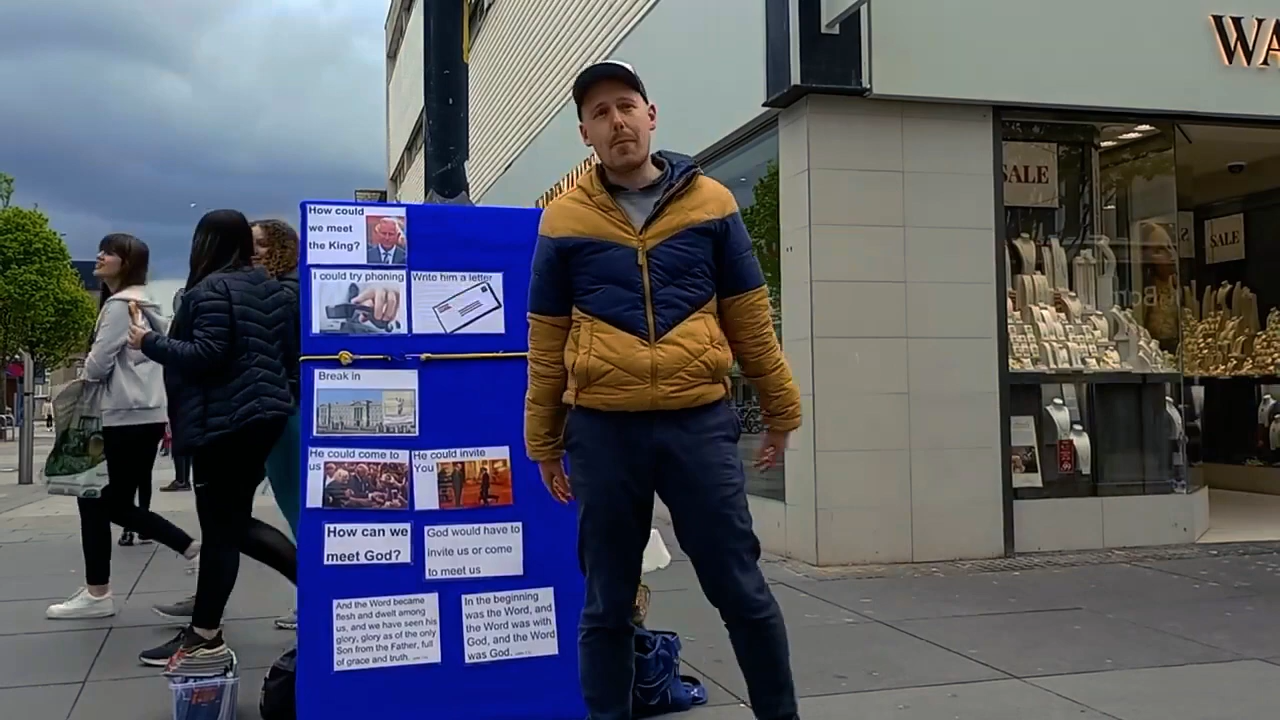 WA
SALE
SALE
How could
we meet
the King?
I could try phoning
Write him a letter
Break in
He could come to
us
He could invite
You
How can we
meet God?
God would have to
invite us or come
to meet us
And the Word became
flesh and dwelt among
us, and we have seen his
glory, glory as of the only
Son from the Father, full
of grace and truth.
In the beginning
was the Word, and
the Word was with
God, and the Word
was God.